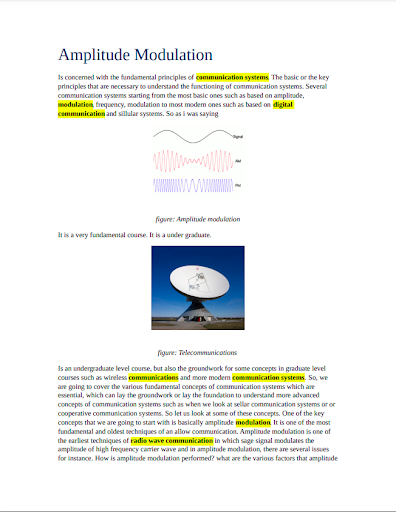 Amplitude Modulation
Is concerned with the fundamental principles of communication systems. The basic or the key
principles that are necessary to understand the functioning of communication systems. Several
communication systems starting from the most basic ones such as based on amplitude,
modulation, frequency, modulation to most modern ones such as based on digital
communication and sillular systems. So as i was saying
Signal
AM
FM
figure: Amplitude modulation
It is a very fundamental course. It is a under graduate.
figure: Telecommunications
Is an undergraduate level course, but also the groundwork for some concepts in graduate level
courses such as wireless communications and more modern communication systems. So, we
are going to cover the various fundamental concepts of communication systems which are
essential, which can lay the groundwork or lay the foundation to understand more advanced
concepts of communication systems such as when we look at sellar communication systems or or
cooperative communication systems. So let us look at some of these concepts. One of the key
concepts that we are going to start with is basically amplitude modulation. It is one of the most
fundamental and oldest techniques of an allow communication. Amplitude modulation is one of
the earliest techniques of radio wave communication in which sage signal modulates the
amplitude of high frequency carrier wave and in amplitude modulation, there are several issues
for instance. How is amplitude modulation performed? what are the various factors that amplitude